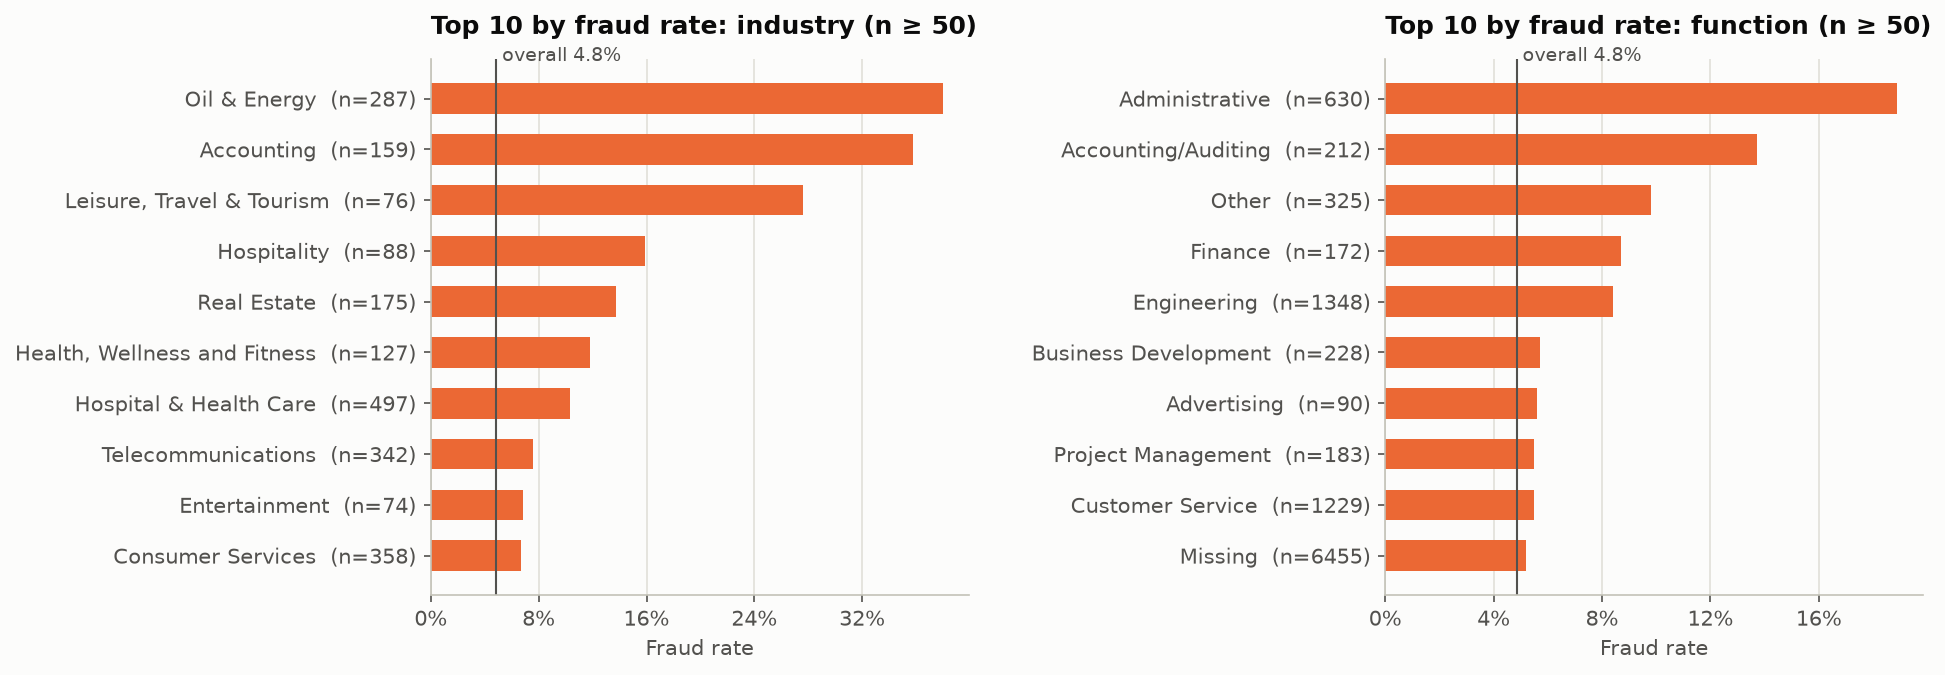 Top 10 by fraud rate: industry (n ≥ 50)
overall 4.8%
Oil & Energy (n=287)
Accounting (n=159)
Leisure, Travel & Tourism (n=76)
Hospitality (n=88)
Real Estate (n=175)
Health, Wellness and Fitness (n=127)
Hospital & Health Care (n=497)
Telecommunications (n=342)
Entertainment (n=74)
Consumer Services (n=358)
0% 8% 16% 24% 32%
Fraud rate
Top 10 by fraud rate: function (n ≥ 50)
overall 4.8%
Administrative (n=630)
Accounting/Auditing (n=212)
Other (n=325)
Finance (n=172)
Engineering (n=1348)
Business Development (n=228)
Advertising (n=90)
Project Management (n=183)
Customer Service (n=1229)
Missing (n=6455)
0% 4% 8% 12% 16%
Fraud rate